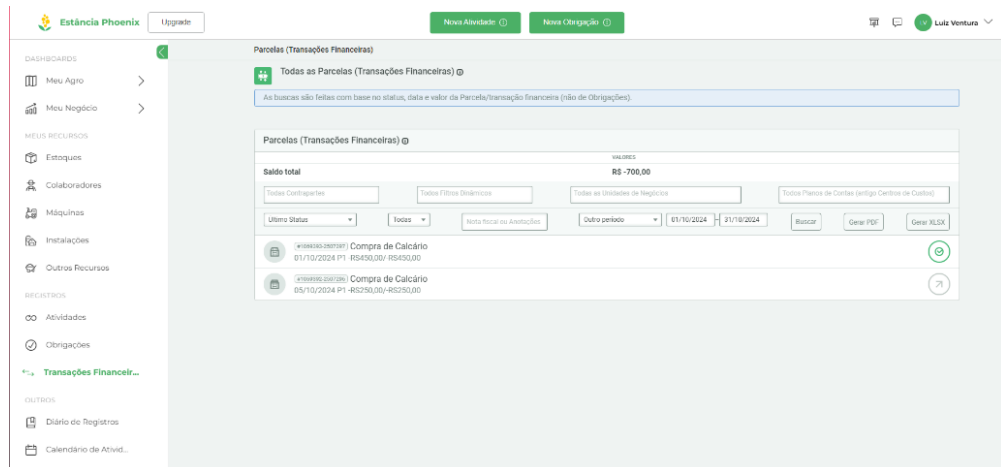 Estância Phoenix
Upgrade
Nova Atividade
Nova Obrigação
LV
Luiz Ventura
DASHBOARDS
Meu Agro
Meu Negócio
MEUS RECURSOS
Estoques
Colaboradores
Máquinas
Instalações
Outros Recursos
REGISTROS
Atividades
Obrigações
Transações Financeir...
OUTROS
Diário de Registros
Calendário de Ativid...
Parcelas (Transações Financeiras)
Todas as Parcelas (Transações Financeiras)
As buscas são feitas com base no status, data e valor da Parcela/transação financeira (não de Obrigações).
Parcelas (Transações Financeiras)
VALORES
Saldo total R$ -700,00
Todas Contrapartes Todos Filtros Dinâmicos Todas as Unidades de Negócios Todos Planos de Contas (antigo Centros de Custos)
Último Status Todas Nota fiscal ou Anotações Outro período 01/10/2024 - 31/10/2024 Buscar Gerar PDF Gerar XLSX
Compra de Calcário
01/10/2024 P1 -R$450,00/-R$450,00
Compra de Calcário
05/10/2024 P1 -R$250,00/-R$250,00